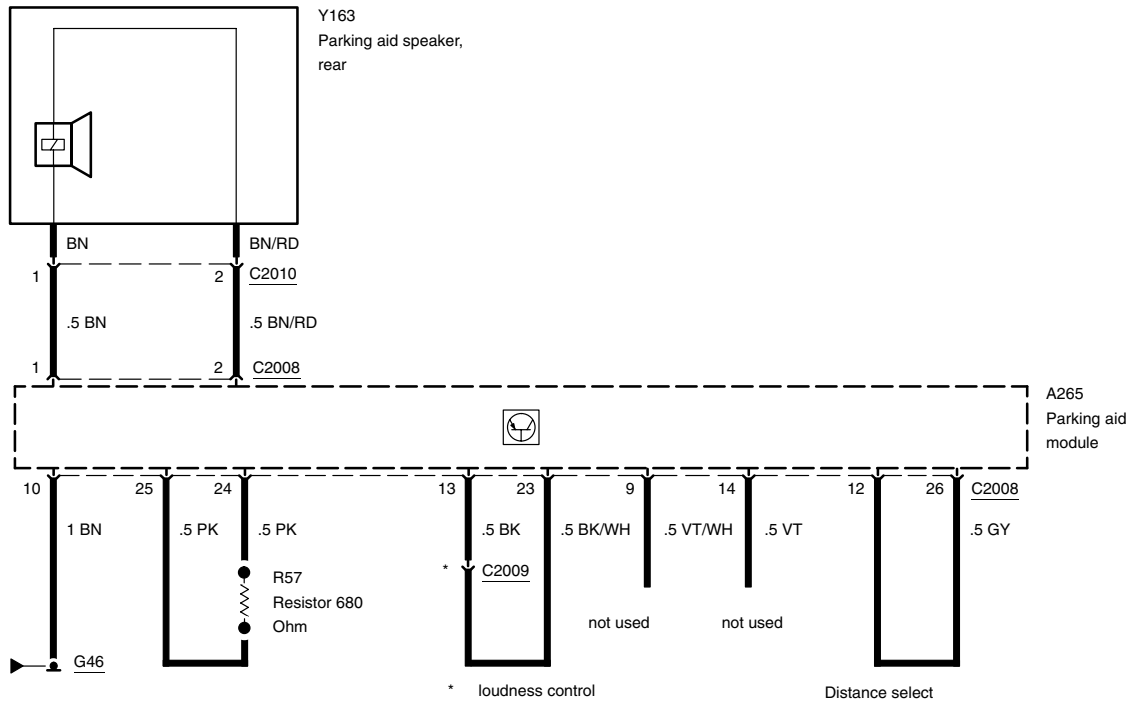 Y163
Parking aid speaker,
rear
BN
BN/RD
1
2
C2010
.5 BN
.5 BN/RD
1
2
C2008
A265
Parking aid
module
10
25
24
13
23
9
14
12
26
C2008
1 BN
.5 PK
.5 PK
.5 BK
.5 BK/WH
.5 VT/WH
.5 VT
.5 GY
* C2009
R57
Resistor 680
Ohm
not used
not used
G46
* loudness control
Distance select